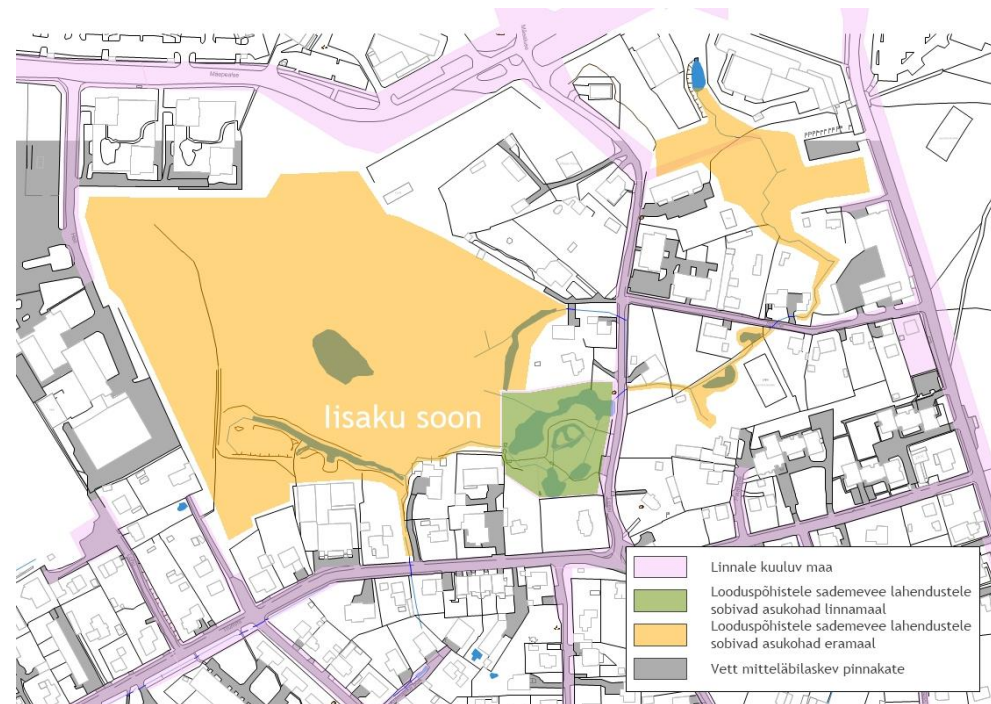 Iisaku soon
Linnale kuuluv maa
Looduspõhistele sademevee lahendustele
sobivad asukohad linnamaal
Looduspõhistele sademevee lahendustele
sobivad asukohad eramaal
Vett mitteläbilaskev pinnakate